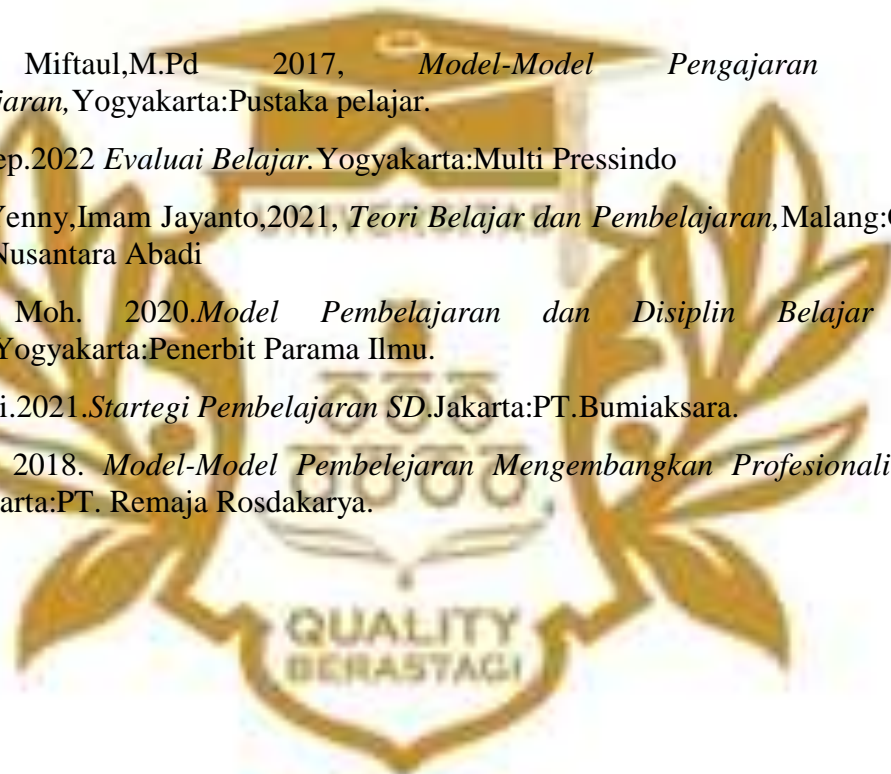 Miftaul,M.Pd 2017, Model-Model Pengajaran
jaran,Yogyakarta:Pustaka pelajar.
ep.2022 Evaluai Belajar.Yogyakarta:Multi Pressindo
Yenny,Imam Jayanto,2021, Teori Belajar dan Pembelajaran,Malang:
Nusantara Abadi
Moh. 2020.Model Pembelajaran dan Disiplin Belajar
Yogyakarta:Penerbit Parama Ilmu.
i.2021.Startegi Pembelajaran SD.Jakarta:PT.Bumiaksara.
2018. Model-Model Pembelejaran Mengembangkan Profesionali
arta:PT. Remaja Rosdakarya.
QUALITY
BERASTAGI